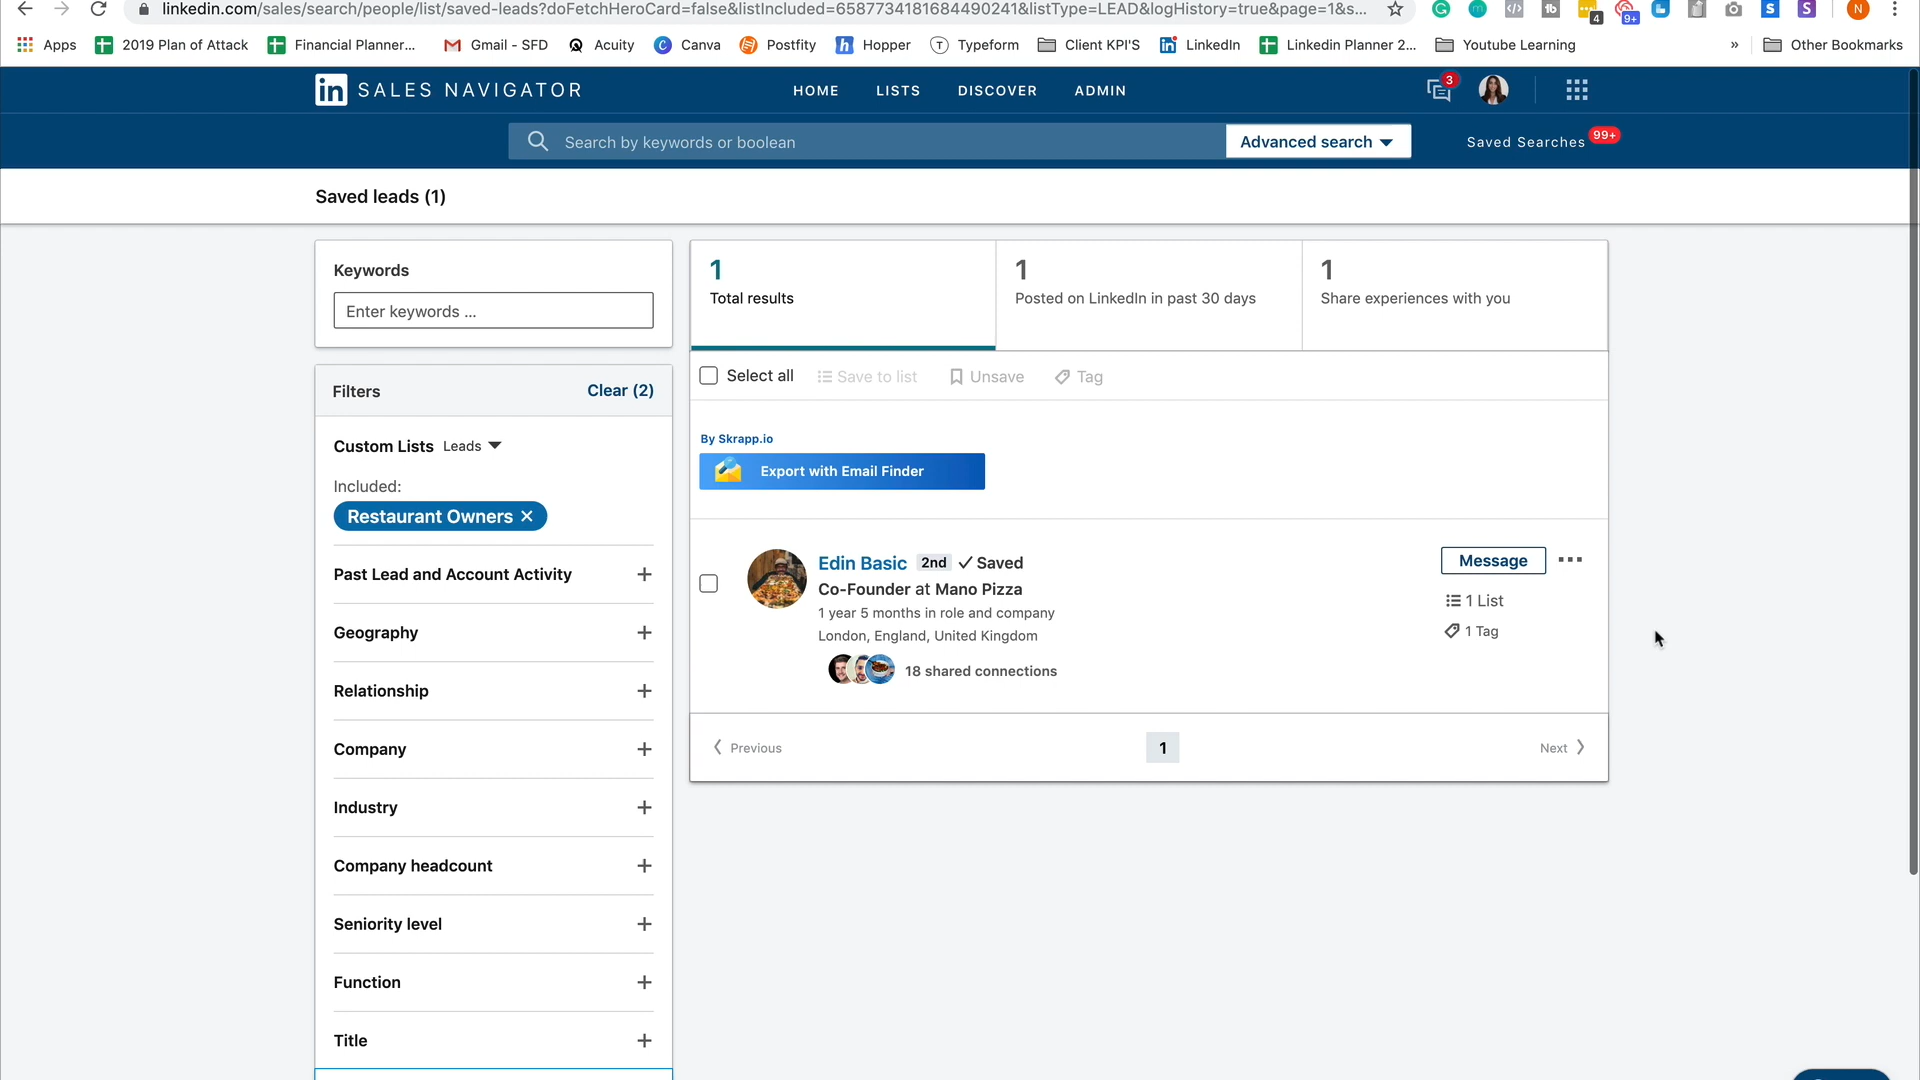 linkedin.com/sales/search/people/list/saved-leads?doFetchHeroCard=false&listIncluded=6587734181684490241&listType=LEAD&logHistory=true&page=1&s...
4
9+
N
Apps
2019 Plan of Attack
Financial Planner...
Gmail - SFD
Acuity
Canva
Postfity
Hopper
Typeform
Client KPI'S
LinkedIn
Linkedin Planner 2...
Youtube Learning
»
Other Bookmarks
in SALES NAVIGATOR
HOME
LISTS
DISCOVER
ADMIN
3
Search by keywords or boolean
Advanced search
Saved Searches
99+
Saved leads (1)
Keywords
Enter keywords ...
Filters
Clear (2)
Custom Lists Leads
Included:
Restaurant Owners
Past Lead and Account Activity
Geography
Relationship
Company
Industry
Company headcount
Seniority level
Function
Title
1
Total results
1
Posted on LinkedIn in past 30 days
1
Share experiences with you
Select all
Save to list
Unsave
Tag
By Skrapp.io
Export with Email Finder
Edin Basic 2nd ✓ Saved
Co-Founder at Mano Pizza
1 year 5 months in role and company
London, England, United Kingdom
18 shared connections
Message
1 List
1 Tag
Previous
1
Next